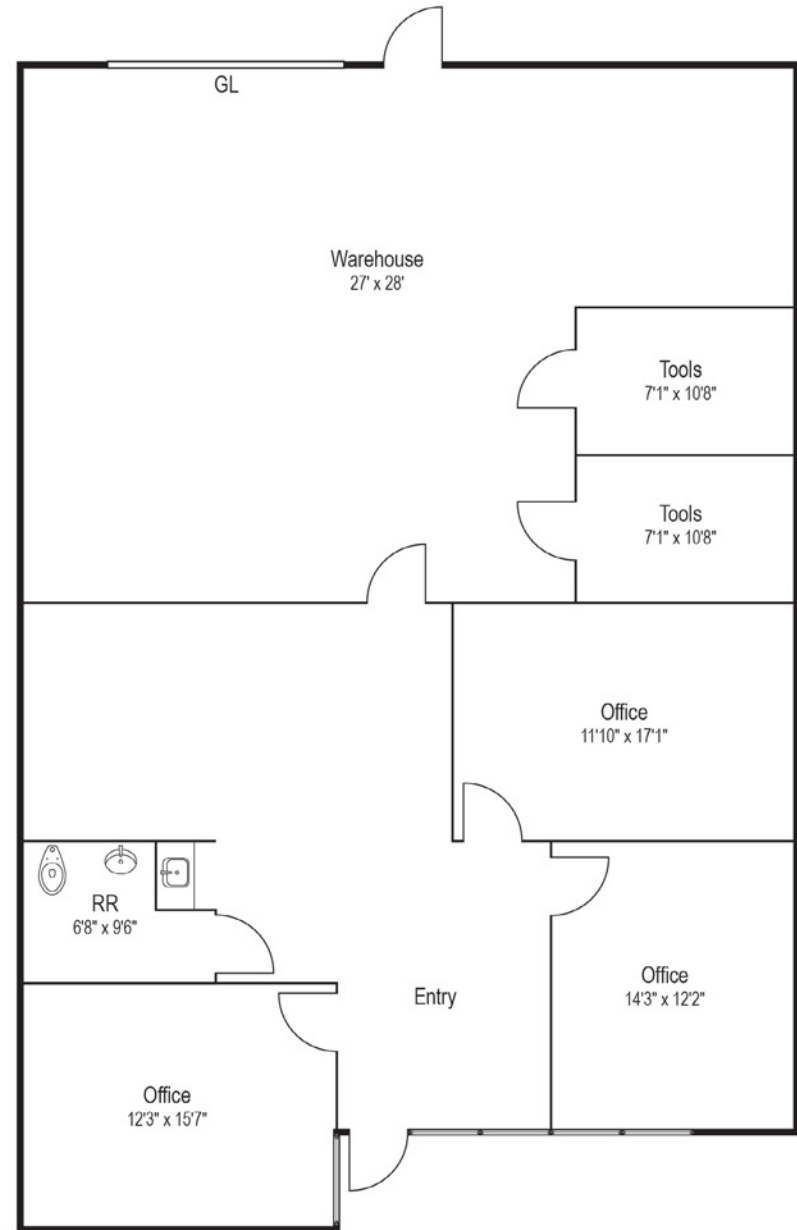 GL
Warehouse
27' x 28'
Tools
7'1" x 10'8"
Tools
7'1" x 10'8"
Office
11'10" x 17'1"
RR
6'8" x 9'6"
Entry
Office
14'3" x 12'2"
Office
12'3" x 15'7"